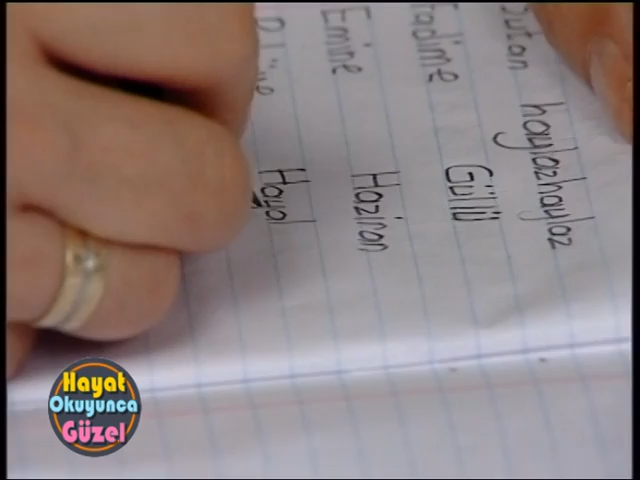 haylazhaylaz
Fadime Güllü
Emine Haziran
Hayal
Hayat
Okuyunca
Güzel